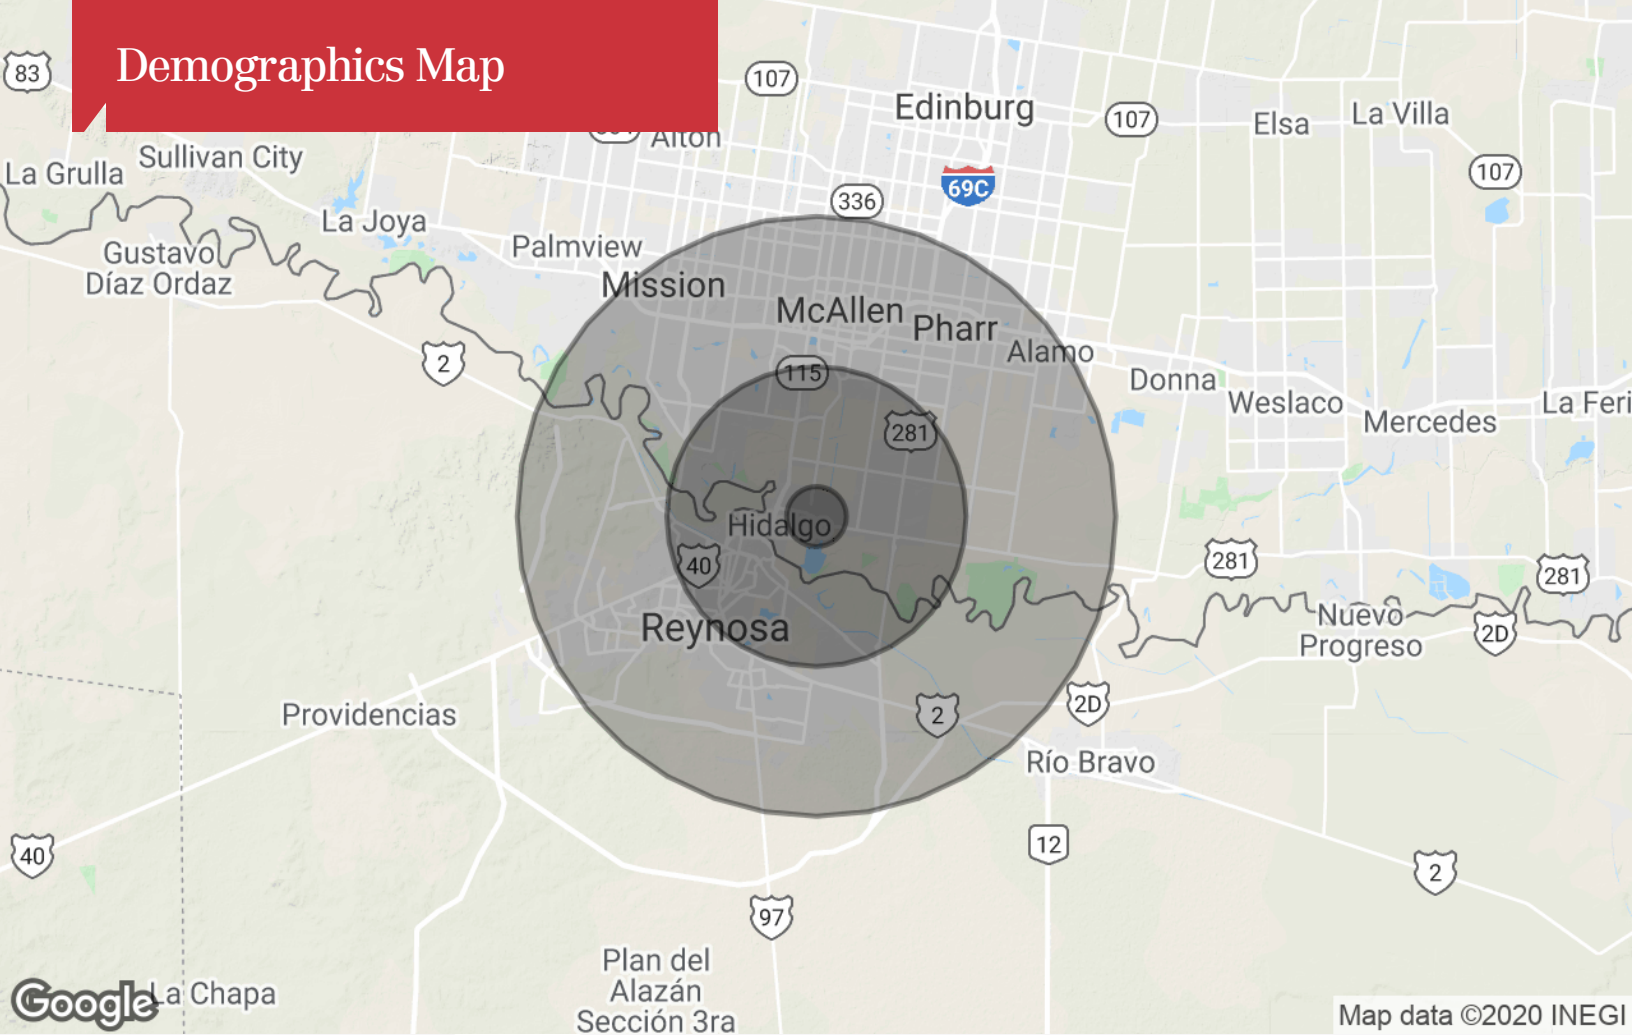 Demographics Map
83
107
Edinburg
107
Elsa
La Villa
Alton
Sullivan City
La Grulla
107
69C
336
La Joya
Palmview
Gustavo
Díaz Ordaz
Mission
McAllen
Pharr
Alamo
2
115
Donna
Weslaco
Mercedes
La Feri
281
Hidalgo
40
281
281
Reynosa
Nuevo
Progreso
2D
Providencias
2
2D
Río Bravo
12
40
2
97
Plan del
Alazán
Sección 3ra
Google
La Chapa
Map data ©2020 INEGI